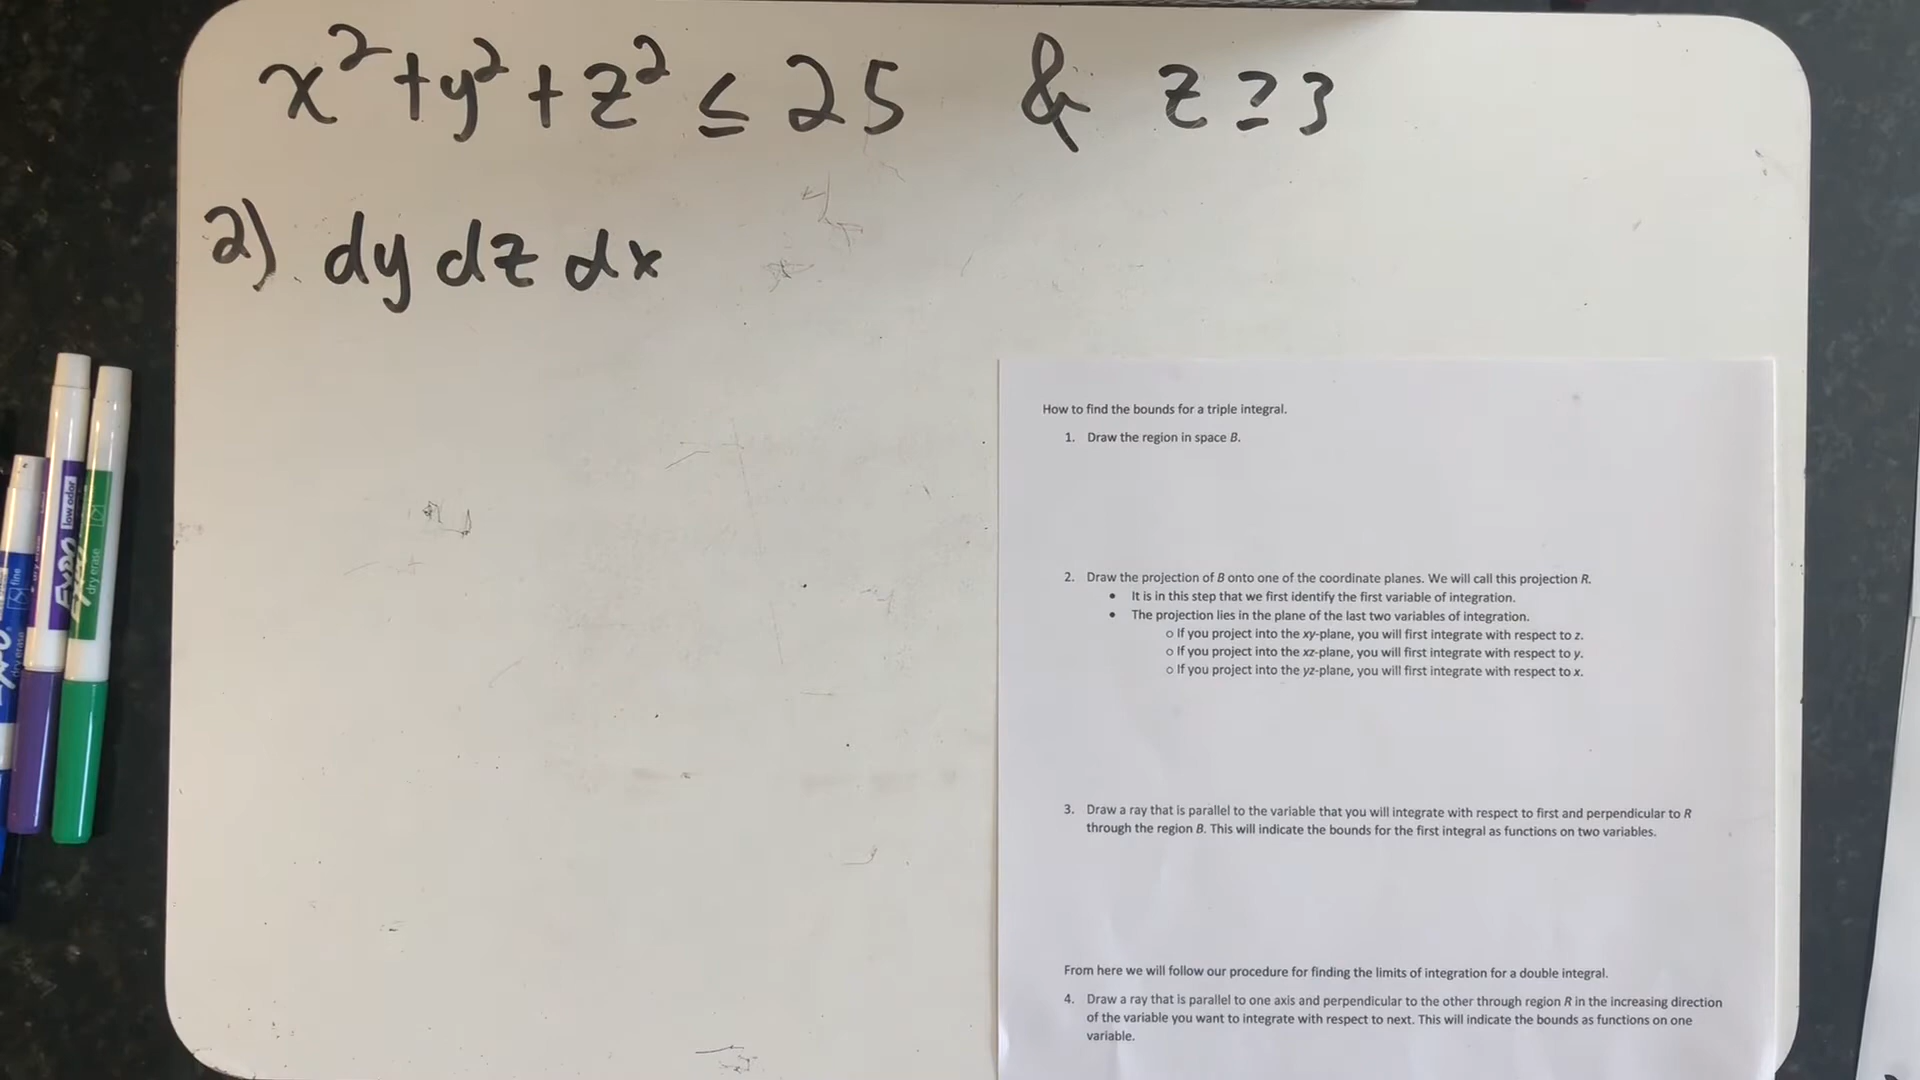 x² + y² + z² ≤ 25 & z ≥ 3
2) dy dz dx
How to find the bounds for a triple integral.
1. Draw the region in space B.
2. Draw the projection of B onto one of the coordinate planes. We will call this projection R.
• It is in this step that we first identify the first variable of integration.
• The projection lies in the plane of the last two variables of integration.
o If you project into the xy-plane, you will first integrate with respect to z.
o If you project into the xz-plane, you will first integrate with respect to y.
o If you project into the yz-plane, you will first integrate with respect to x.
3. Draw a ray that is parallel to the variable that you will integrate with respect to first and perpendicular to R
through the region B. This will indicate the bounds for the first integral as functions on two variables.
From here we will follow our procedure for finding the limits of integration for a double integral.
4. Draw a ray that is parallel to one axis and perpendicular to the other through region R in the increasing direction
of the variable you want to integrate with respect to next. This will indicate the bounds as functions on one
variable.
EXPO
low odor
dry erase
dry erase
fine